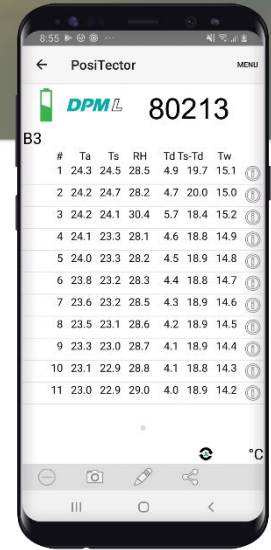 8:55
PosiTector MENU
DPM L 80213
B3
# Ta Ts RH Td Ts-Td Tw
1 24.3 24.5 28.5 4.9 19.7 15.1
2 24.2 24.7 28.2 4.7 20.0 15.0
3 24.2 24.1 30.4 5.7 18.4 15.2
4 24.1 23.3 28.1 4.6 18.8 14.9
5 24.0 23.3 28.2 4.5 18.9 14.8
6 23.8 23.2 28.3 4.4 18.8 14.7
7 23.6 23.2 28.5 4.3 18.9 14.6
8 23.5 23.1 28.6 4.2 18.9 14.5
9 23.3 23.0 28.7 4.1 18.9 14.4
10 23.1 22.9 28.8 4.1 18.8 14.3
11 23.0 22.9 29.0 4.0 18.9 14.2
°C